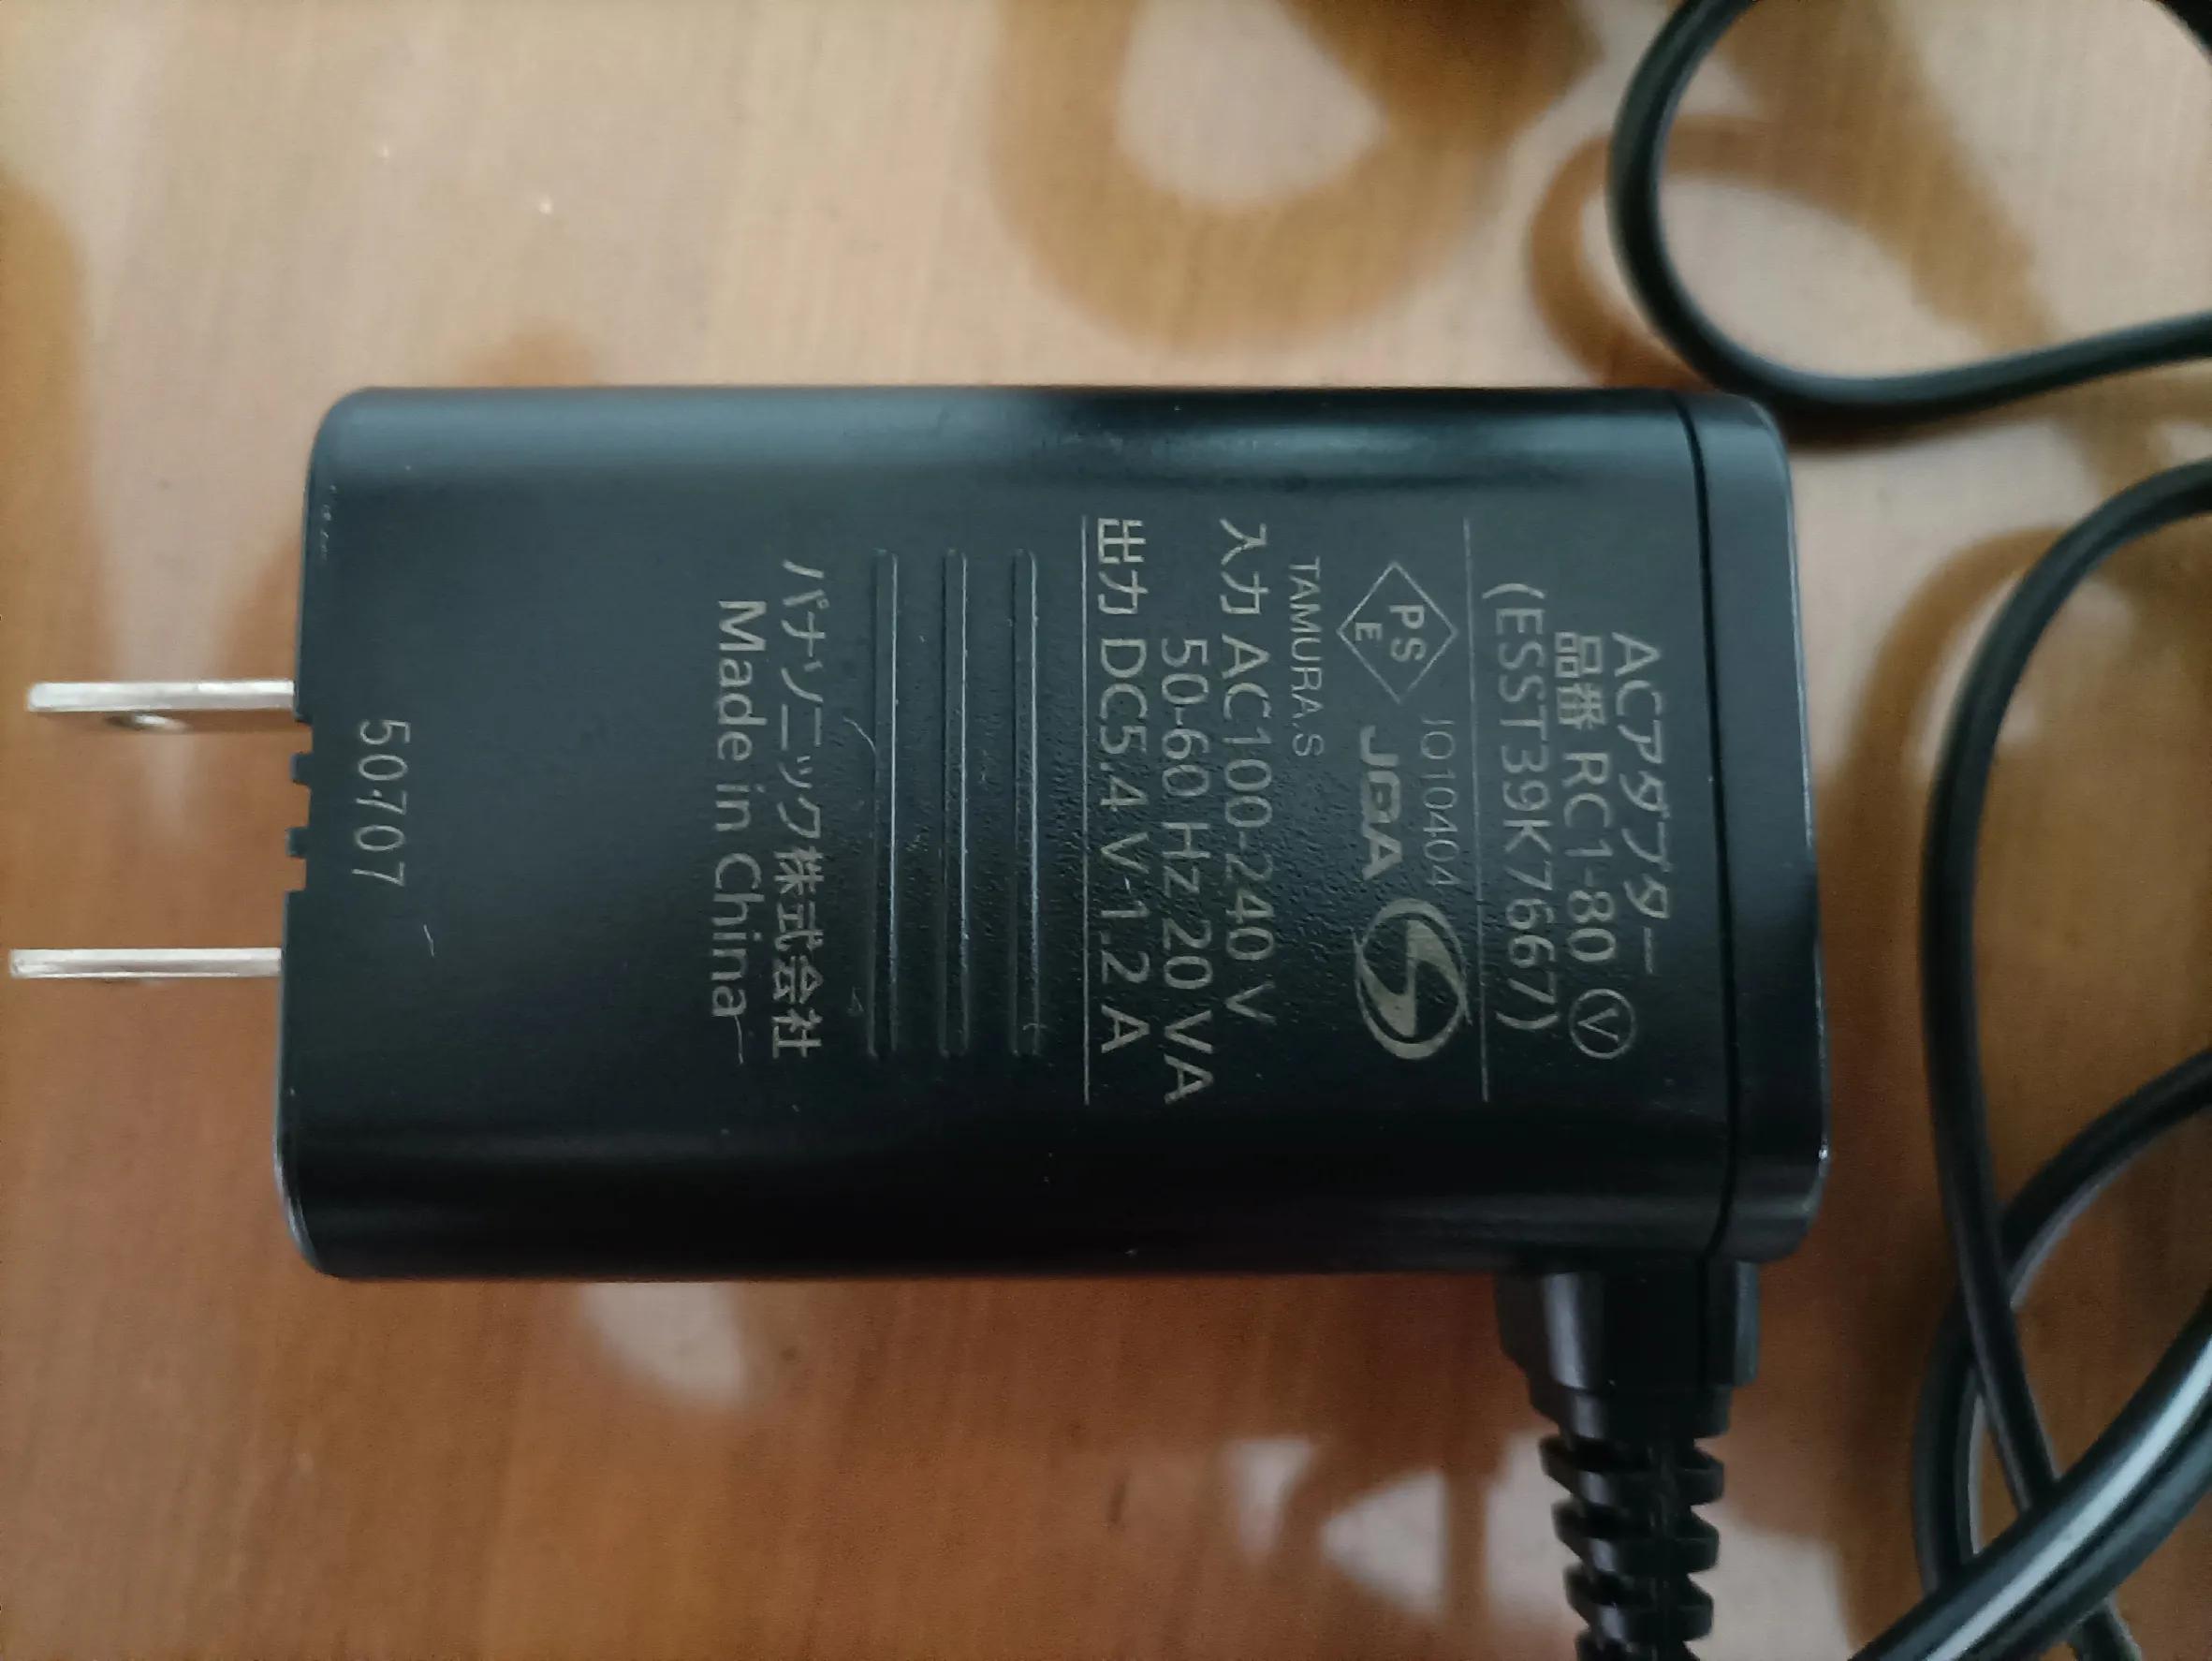 ACアダプター
品番 RC1-80 Ⓥ
(ESST39K7667)
JQ10404
PS
E
JPA
TAMURA.S
入力 AC100-240 V
50-60 Hz 20 VA
出力 DC5.4 V 1.2 A
パナソニック株式会社
Made in China
50707